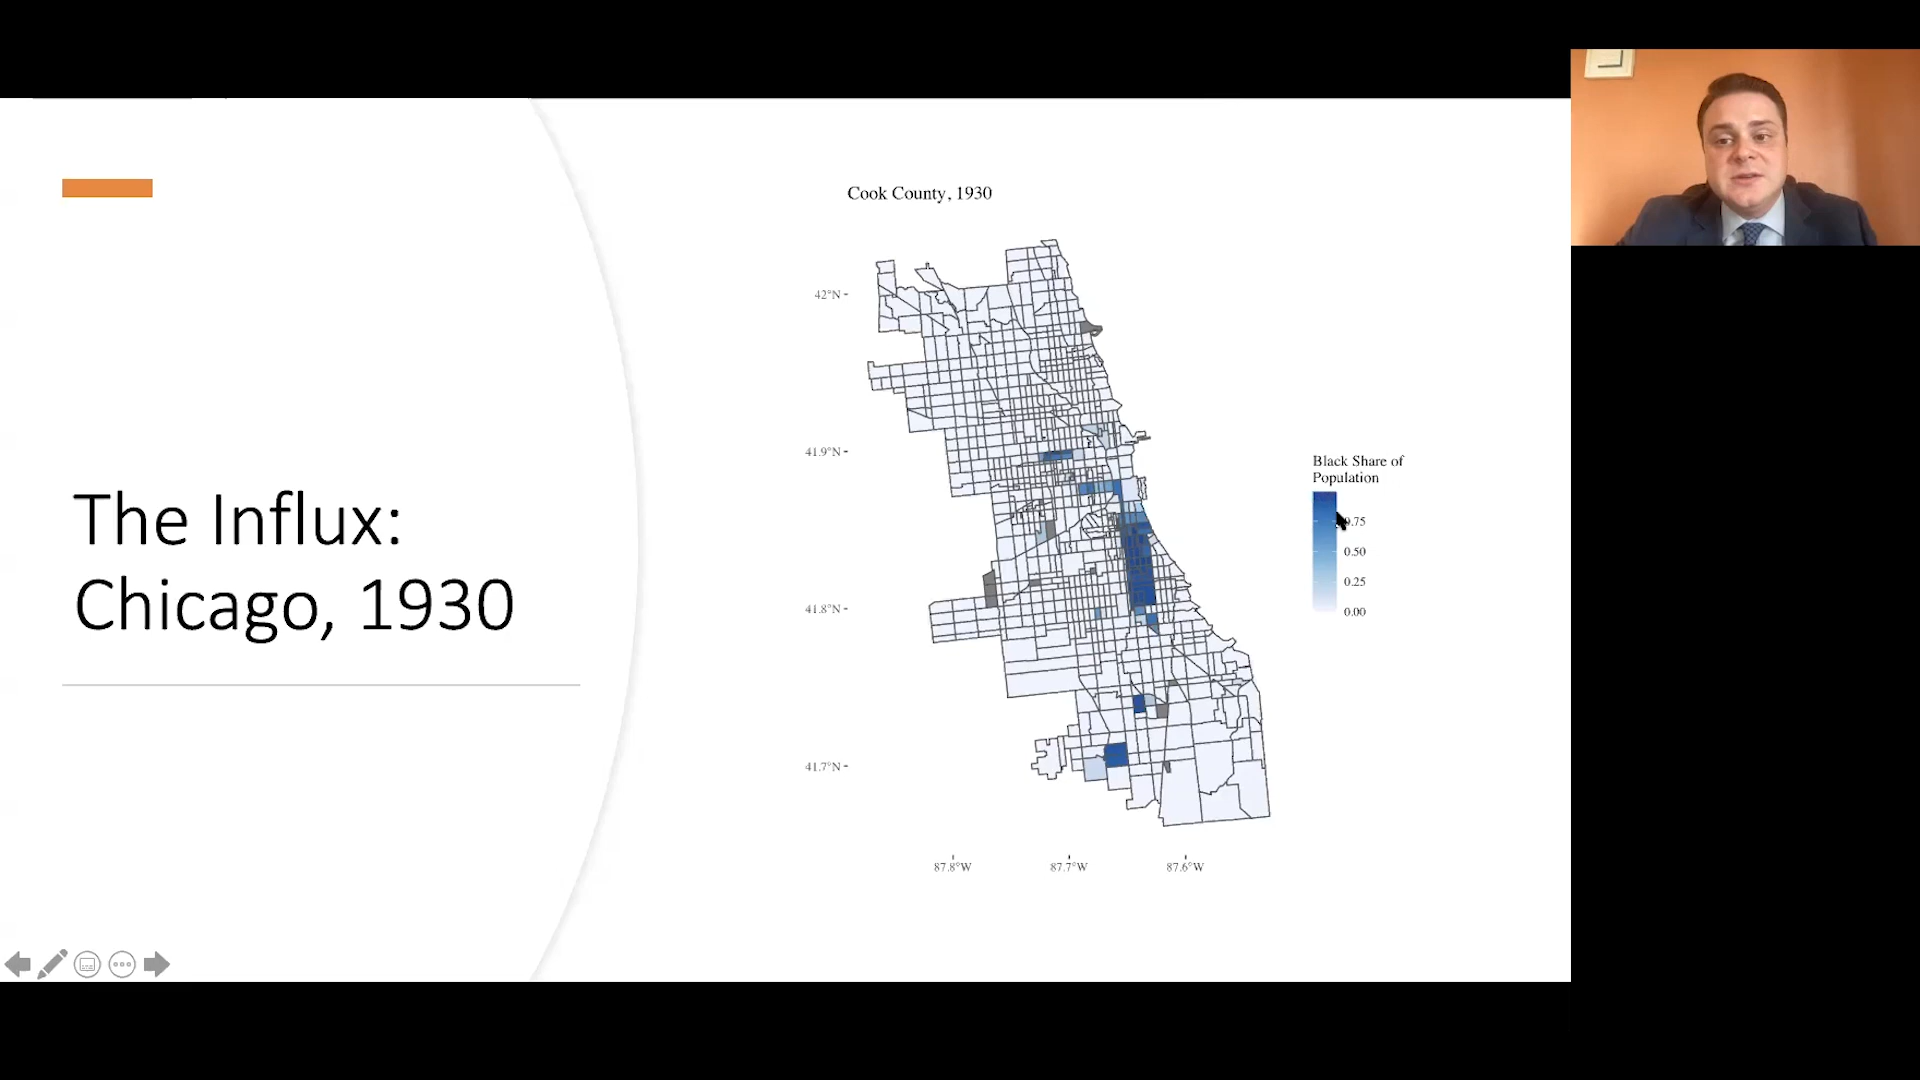 The Influx:
Chicago, 1930
Cook County, 1930
42°N
41.9°N
41.8°N
41.7°N
87.8°W
87.7°W
87.6°W
Black Share of
Population
0.75
0.50
0.25
0.00